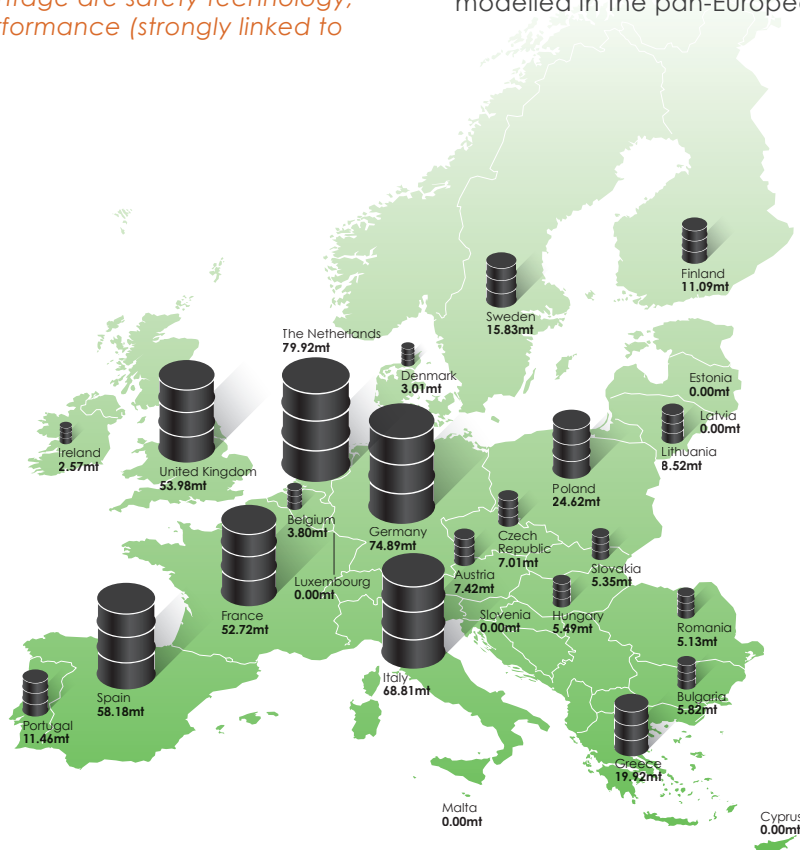 formance (strongly linked to
modelled in the
Finland
11.09mt
Sweden
15.83mt
The Netherlands
79.92mt
Denmark
3.01mt
Estonia
0.00mt
Latvia
0.00mt
Lithuania
8.52mt
Ireland
2.57mt
United Kingdom
53.98mt
Poland
24.62mt
Belgium
3.80mt
Germany
74.89mt
Czech
Republic
7.01mt
Slovakia
5.35mt
Austria
7.42mt
Luxembourg
0.00mt
France
52.72mt
Slovenia
0.00mt
Hungary
5.49mt
Romania
5.13mt
Italy
68.81mt
Spain
58.18mt
Portugal
11.46mt
Bulgaria
5.82mt
Greece
19.92mt
Malta
0.00mt
Cyprus
0.00mt